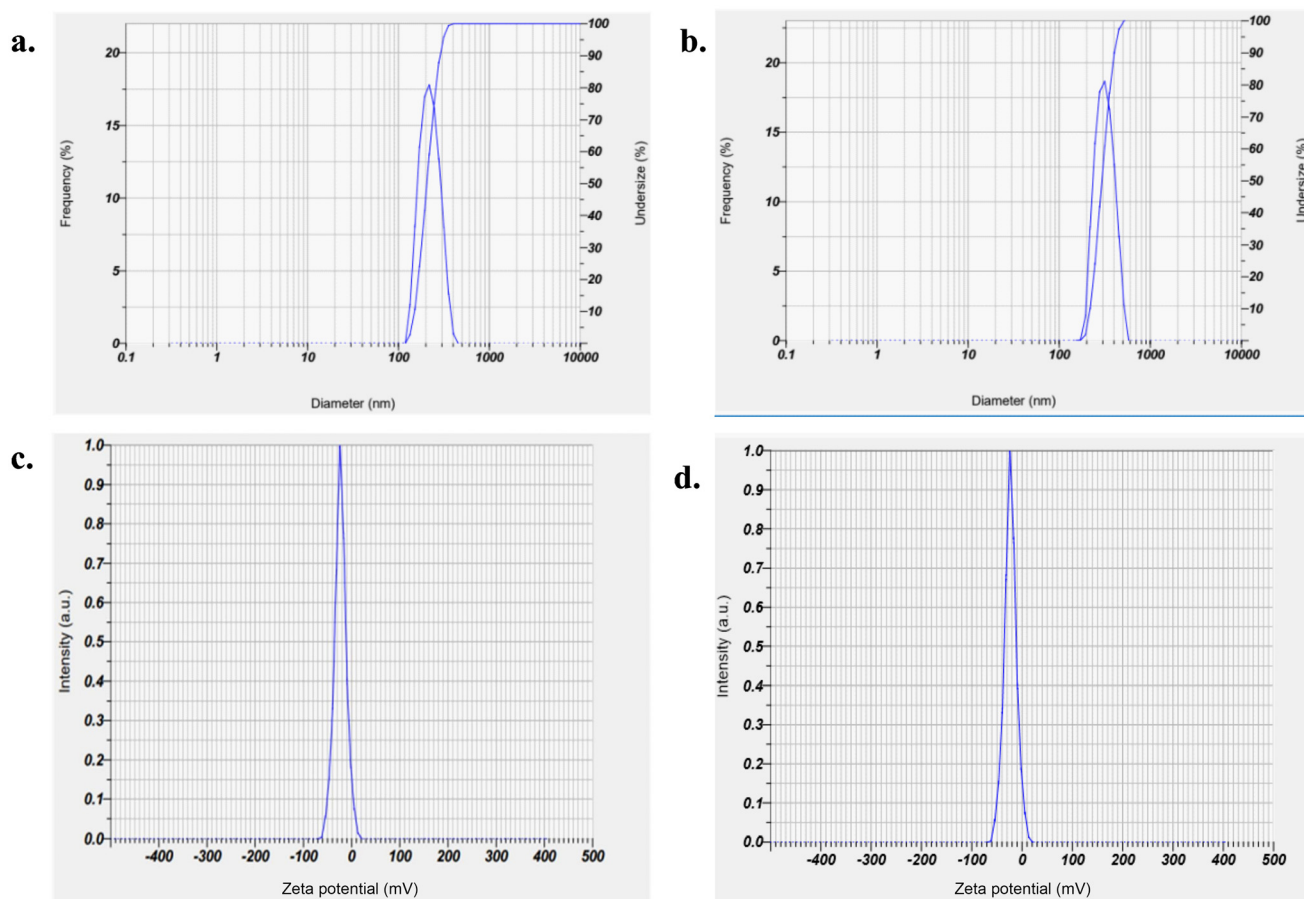 a.
Frequency (%)
20
15
10
5
0
100
90
80
70
60
50
40
30
20
10
Undersize (%)
0.1 1 10 100 1000 10000
Diameter (nm)
b.
Frequency (%)
20
15
10
5
0
100
90
80
70
60
50
40
30
20
10
Undersize (%)
0.1 1 10 100 1000 10000
Diameter (nm)
c.
Intensity (a.u.)
1.0
0.9
0.8
0.7
0.6
0.5
0.4
0.3
0.2
0.1
0.0
-400 -300 -200 -100 0 100 200 300 400 500
Zeta potential (mV)
d.
Intensity (a.u.)
1.0
0.9
0.8
0.7
0.6
0.5
0.4
0.3
0.2
0.1
0.0
-400 -300 -200 -100 0 100 200 300 400 500
Zeta potential (mV)